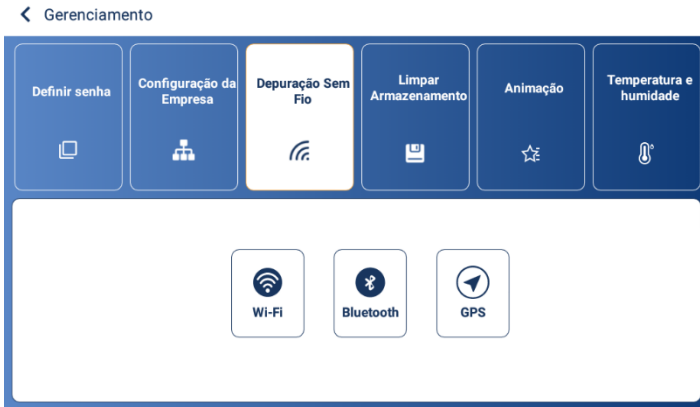 Gerenciamento
Definir senha
Configuração da
Empresa
Depuração Sem
Fio
Limpar
Armazenamento
Animação
Temperatura e
humidade
Wi-Fi
Bluetooth
GPS